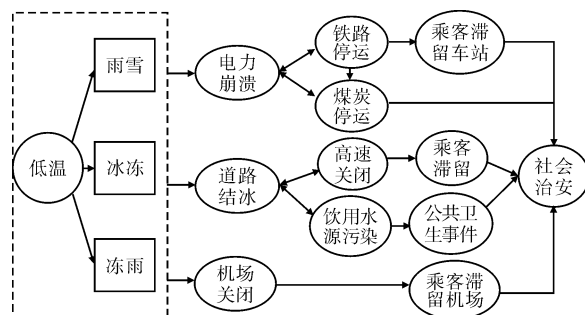 雨雪
低温
冰冻
冻雨
电力
崩溃
铁路
停运
乘客滞
留车站
煤炭
停运
道路
结冰
高速
关闭
乘客
滞留
饮用水
源污染
公共卫
生事件
社会
治安
机场
关闭
乘客滞
留机场